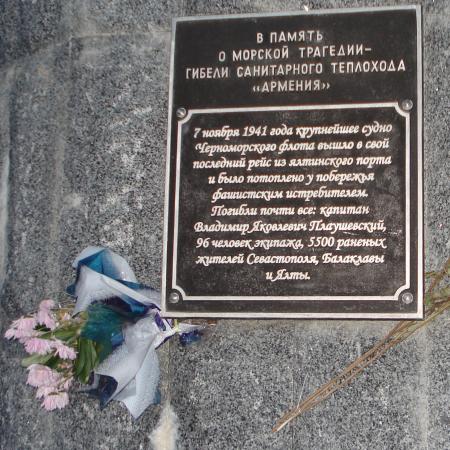 В ПАМЯТЬ
О МОРСКОЙ ТРАГЕДИИ–
ГИБЕЛИ САНИТАРНОГО ТЕПЛОХОДА
«АРМЕНИЯ»
7 ноября 1941 года крупнейшее судно
Черноморского флота вышло в свой
последний рейс из ялтинского порта
и было потоплено у побережья
фашистским истребителем.
Погибли почти все: капитан
Владимир Яковлевич Плаушевский,
96 человек экипажа, 5500 раненых
жителей Севастополя, Балаклавы
и Ялты.